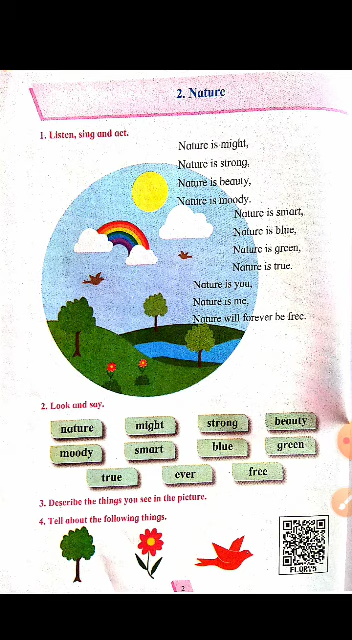 2. Nature
1. Listen, sing and act.
Nature is might,
Nature is strong,
Nature is beauty,
Nature is moody.
Nature is smart,
Nature is blue,
Nature is green,
Nature is true.
Nature is you,
Nature is me,
Nature will forever be free.
2. Look and say.
nature might strong beauty
moody smart blue green
true ever free
3. Describe the things you see in the picture.
4. Tell about the following things.
2